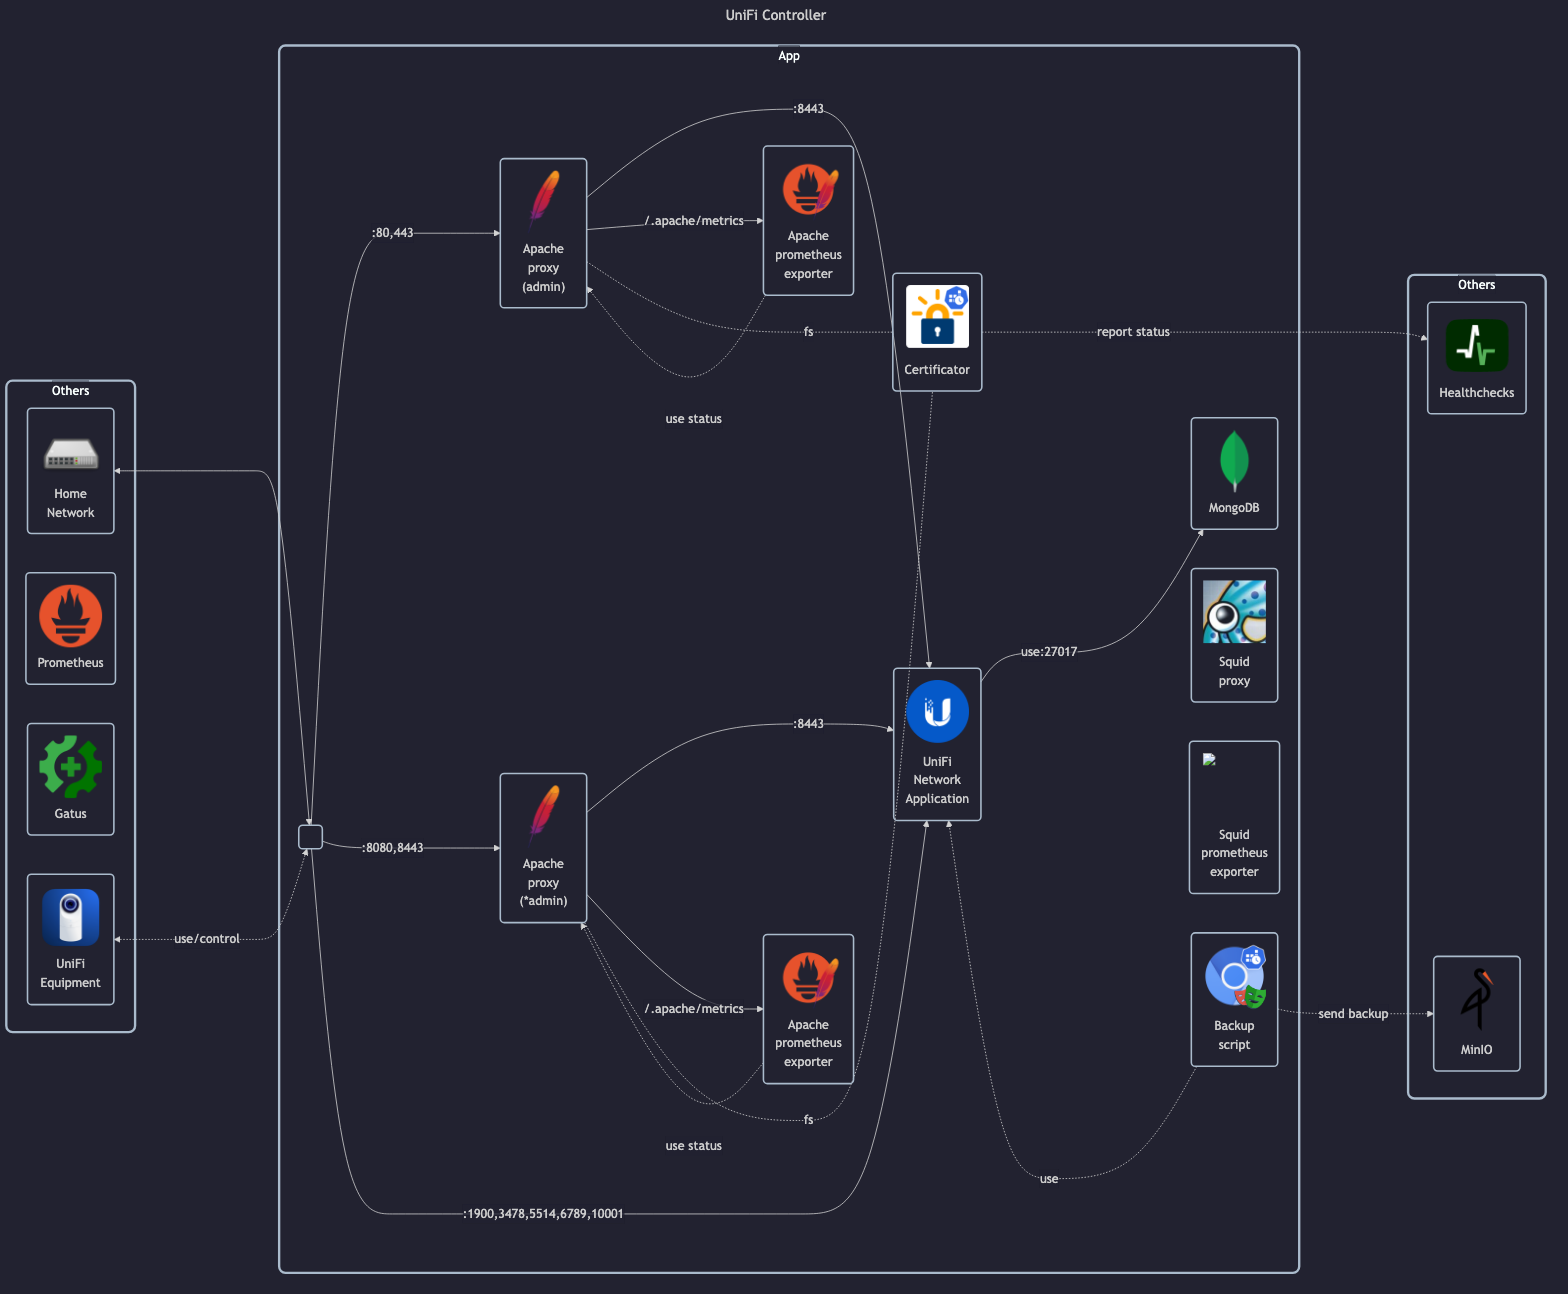 UniFi Controller
App
:8443
:80,443
Apache
proxy
(admin)
/.apache/metrics
Apache
prometheus
exporter
fs
Certificator
report status
use status
Others
Home
Network
Prometheus
Gatus
UniFi
Equipment
use/control
Others
Healthchecks
MongoDB
use:27017
Squid
proxy
:8443
UniFi
Network
Application
:8080,8443
Apache
proxy
(*admin)
Squid
prometheus
exporter
/.apache/metrics
Apache
prometheus
exporter
fs
use status
Backup
script
send backup
MinIO
use
:1900,3478,5514,6789,10001